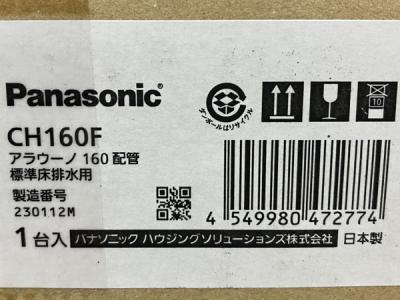 Panasonic
CH160F
アラウーノ 160 配管
標準床排水用
製造番号
230112M
1台入
パナソニック ハウジングソリューションズ株式会社
日本製
ダンボールはリサイクル
10
4 549980 472774